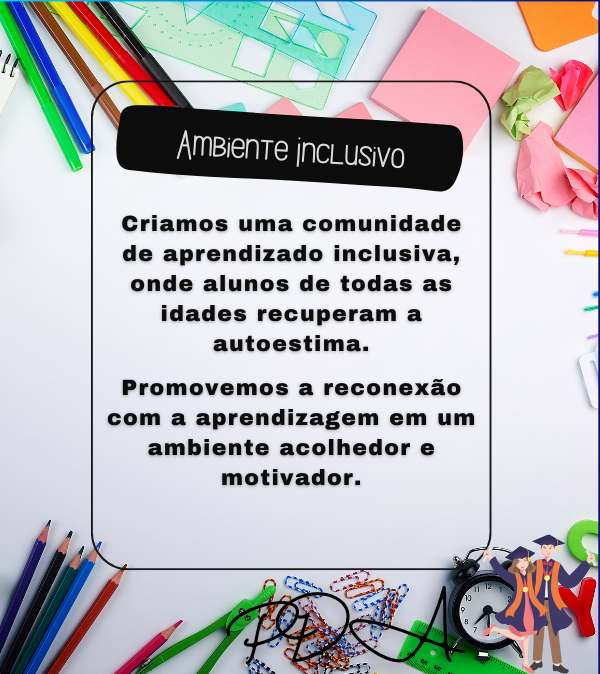 Ambiente inclusivo
Criamos uma comunidade
de aprendizado inclusiva,
onde alunos de todas as
idades recuperam a
autoestima.
Promovemos a reconexão
com a aprendizagem em um
ambiente acolhedor e
motivador.
PDA